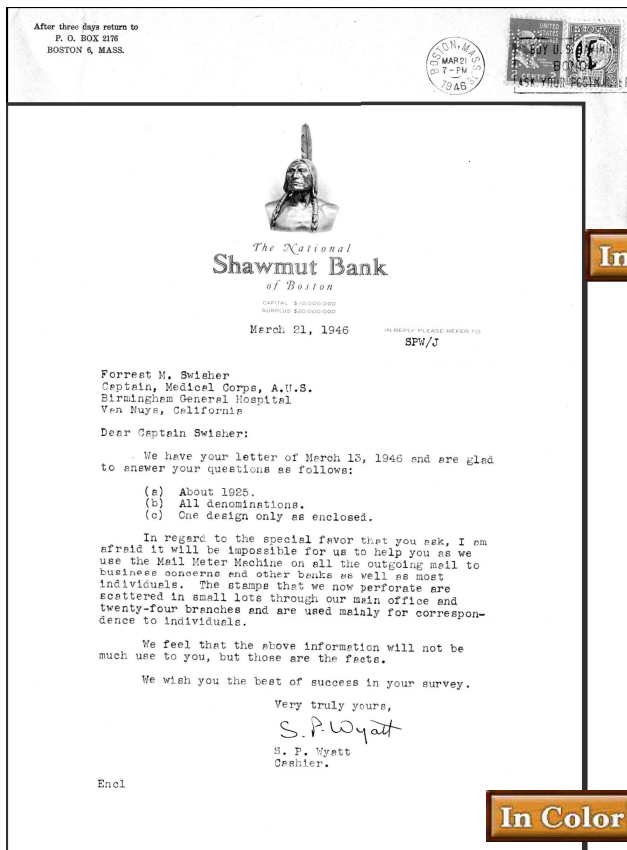 After three days return to
P. O. BOX 2176
BOSTON 6, MASS.
BOSTON, MASS.
MAR 21
7 - PM
1946
UNITED
STATES
POSTAGE
BUY U.S. SAVINGS
BONDS
ASK YOUR POSTMASTER
CENTS
The National
Shawmut Bank
of Boston
CAPITAL $10,000,000
SURPLUS $20,000,000
March 21, 1946
IN REPLY PLEASE REFER TO
SPW/J
Forrest M. Swisher
Captain, Medical Corps, A.U.S.
Birmingham General Hospital
Van Nuys, California
Dear Captain Swisher:
We have your letter of March 13, 1946 and are glad
to answer your questions as follows:
(a) About 1925.
(b) All denominations.
(c) One design only as enclosed.
In regard to the special favor that you ask, I am
afraid it will be impossible for us to help you as we
use the Mail Meter Machine on all the outgoing mail to
business concerns and other banks as well as most
individuals. The stamps that we now perforate are
scattered in small lots through our main office and
twenty-four branches and are used mainly for correspon-
dence to individuals.
We feel that the above information will not be
much use to you, but those are the facts.
We wish you the best of success in your survey.
Very truly yours,
S. P. Wyatt
S. P. Wyatt
Cashier.
Encl
In
In Color